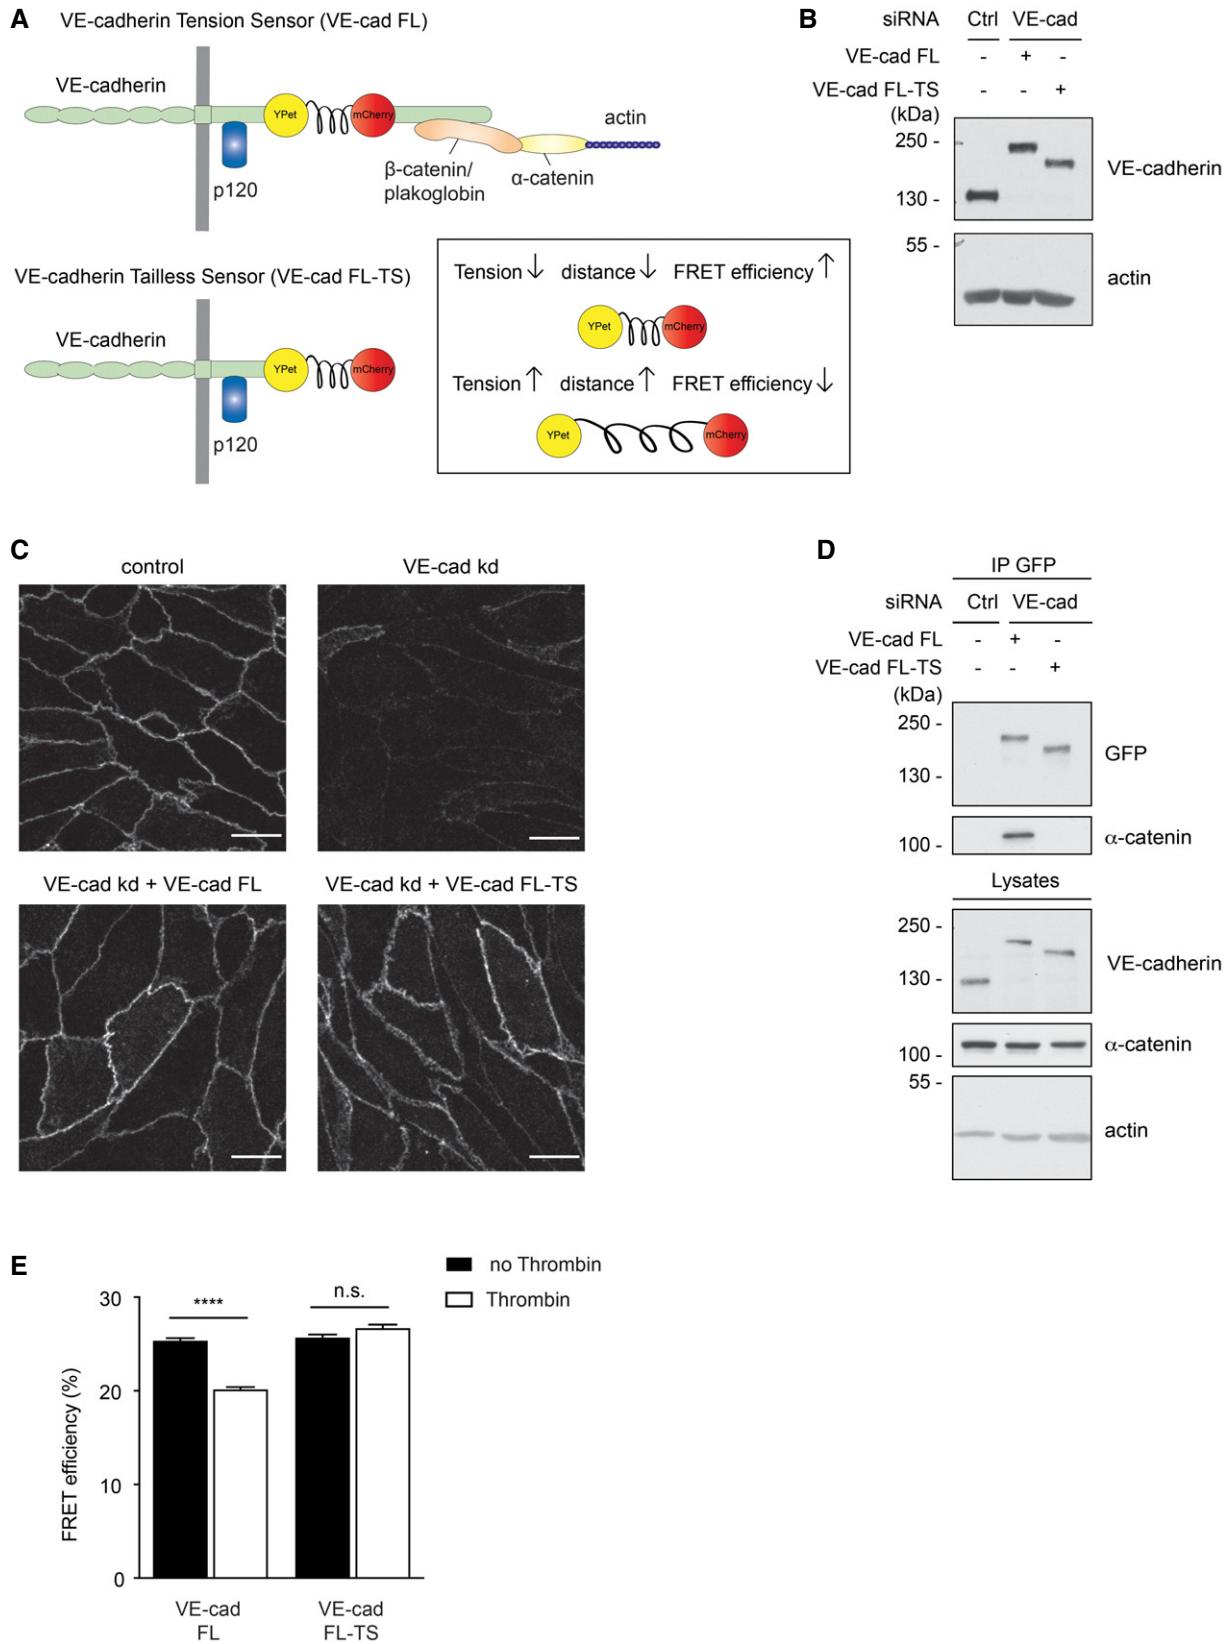 A
VE-cadherin Tension Sensor (VE-cad FL)
VE-cadherin
YPet
mCherry
p120
β-catenin/
plakoglobin
α-catenin
actin
VE-cadherin Tailless Sensor (VE-cad FL-TS)
VE-cadherin
YPet
mCherry
p120
Tension ↓ distance ↓ FRET efficiency ↑
YPet
mCherry
Tension ↑ distance ↑ FRET efficiency ↓
YPet
mCherry
B
siRNA Ctrl VE-cad
VE-cad FL - + -
VE-cad FL-TS - - +
(kDa)
250 -
VE-cadherin
130 -
55 -
actin
C
control
VE-cad kd
VE-cad kd + VE-cad FL
VE-cad kd + VE-cad FL-TS
D
IP GFP
siRNA Ctrl VE-cad
VE-cad FL - + -
VE-cad FL-TS - - +
(kDa)
250 -
GFP
130 -
α-catenin
100 -
Lysates
250 -
VE-cadherin
130 -
α-catenin
100 -
55 -
actin
E
no Thrombin
Thrombin
FRET efficiency (%)
30
20
10
0
****
n.s.
VE-cad
FL
VE-cad
FL-TS